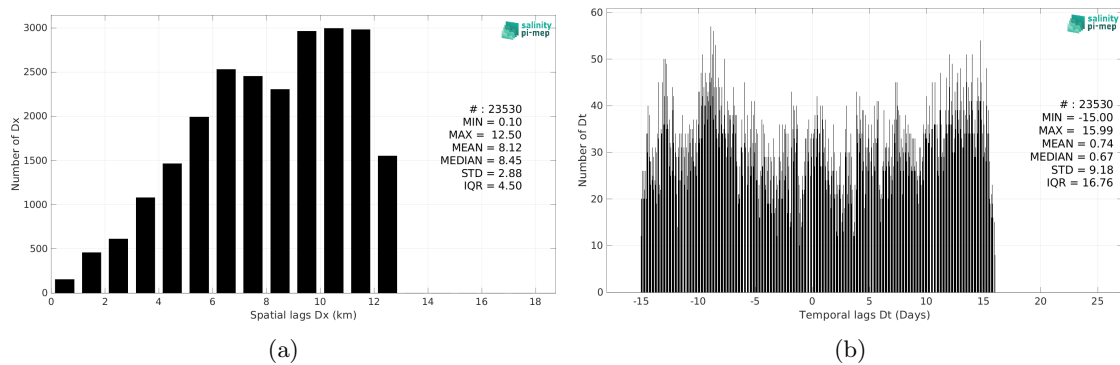 3000
2500
2000
1500
1000
500
0
Number of Dx
0 2 4 6 8 10 12 14 16 18
Spatial lags Dx (km)
salinity
pi-mep
# : 23530
MIN = 0.10
MAX = 12.50
MEAN = 8.12
MEDIAN = 8.45
STD = 2.88
IQR = 4.50
(a)
60
50
40
30
20
10
0
Number of Dt
-15 -10 -5 0 5 10 15 20 25
Temporal lags Dt (Days)
salinity
pi-mep
# : 23530
MIN = -15.00
MAX = 15.99
MEAN = 0.74
MEDIAN = 0.67
STD = 9.18
IQR = 16.76
(b)